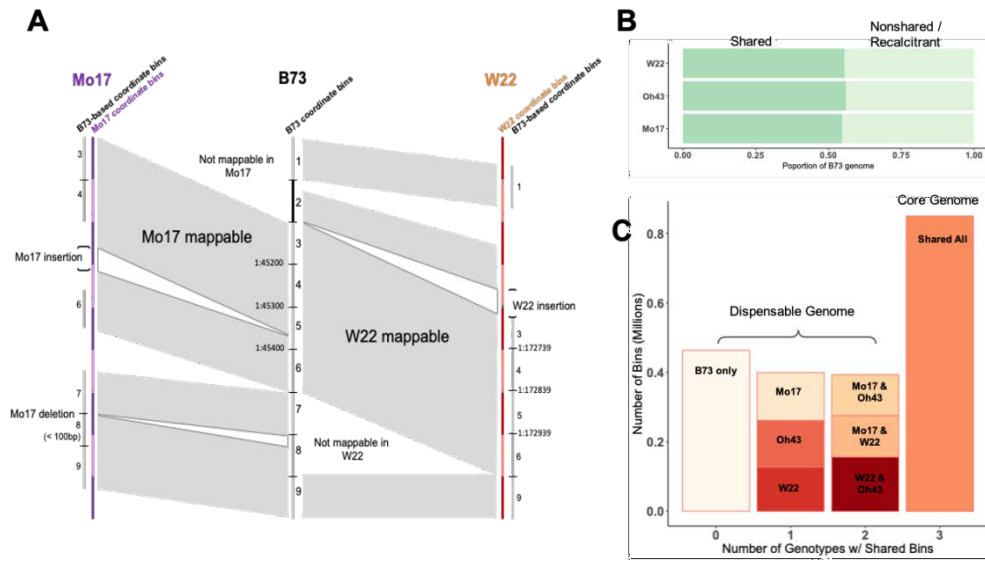 A
Mo17
B73
W22
B73-based coordinate bins
Mo17 coordinate bins
B73 coordinate bins
W22 coordinate bins
B73-based coordinate bins
3
4
6
7
8
9
Not mappable in
Mo17
Mo17 mappable
Mo17 insertion
Mo17 deletion
(< 100bp)
1
2
3
4
5
6
7
8
9
1:45200
1:45300
1:45400
W22 mappable
Not mappable in
W22
W22 insertion
1
3
4
5
6
9
1:172739
1:172839
1:172939
B
Shared
Nonshared /
Recalcitrant
W22
Oh43
Mo17
0.00
0.25
0.50
0.75
1.00
Poportion of B73 genome
C
Core Genome
Shared All
Dispensable Genome
B73 only
Mo17
Oh43
W22
Mo17 &
Oh43
Mo17 &
W22
W22 &
Oh43
Number of Bins (Millions)
0.8
0.6
0.4
0.2
0.0
0
1
2
3
Number of Genotypes w/ Shared Bins